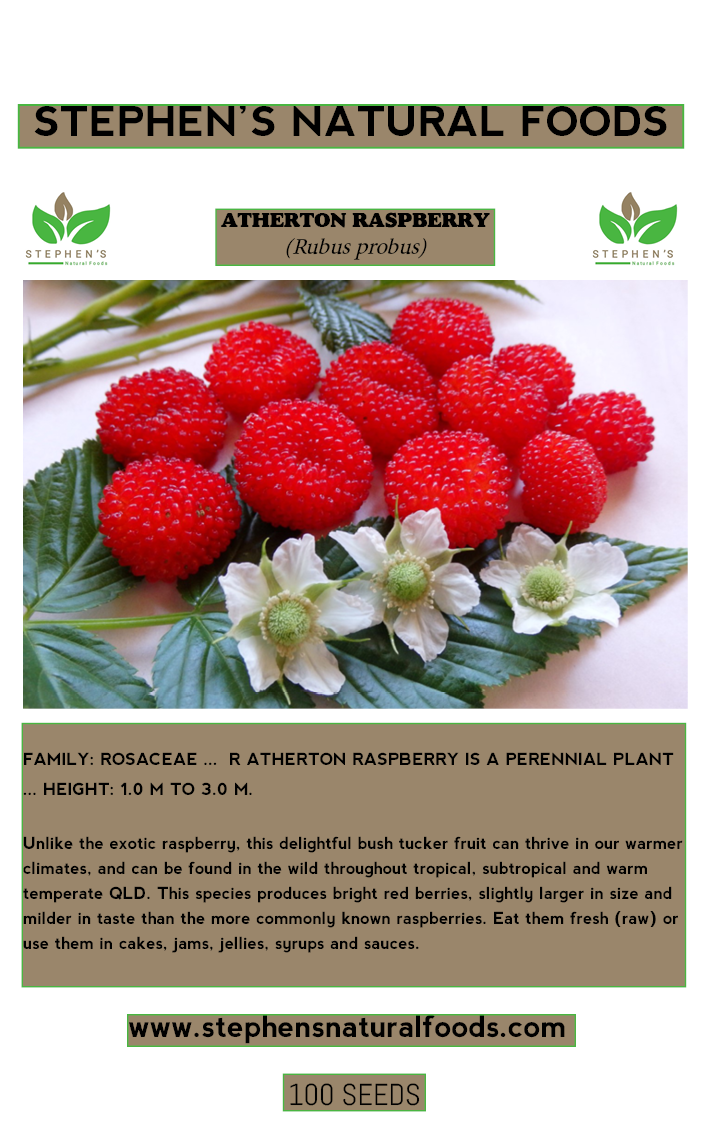 STEPHEN'S NATURAL FOODS
STEPHEN'S
Natural Foods
ATHERTON RASPBERRY
(Rubus probus)
STEPHEN'S
Natural Foods
FAMILY: ROSACEAE ... R ATHERTON RASPBERRY IS A PERENNIAL PLANT
... HEIGHT: 1.0 M TO 3.0 M.
Unlike the exotic raspberry, this delightful bush tucker fruit can thrive in our warmer
climates, and can be found in the wild throughout tropical, subtropical and warm
temperate QLD. This species produces bright red berries, slightly larger in size and
milder in taste than the more commonly known raspberries. Eat them fresh (raw) or
use them in cakes, jams, jellies, syrups and sauces.
www.stephensnaturalfoods.com
100 SEEDS